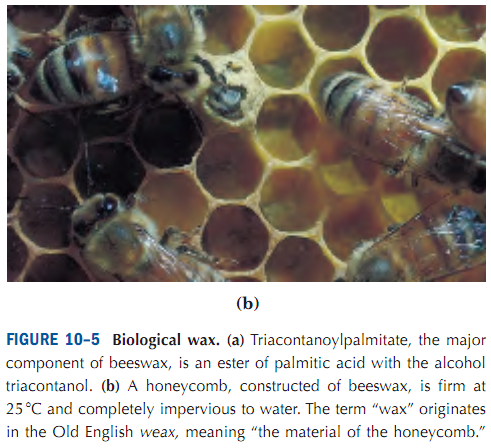 (b)
FIGURE 10–5 Biological wax. (a) Triacontanoylpalmitate, the major
component of beeswax, is an ester of palmitic acid with the alcohol
triacontanol. (b) A honeycomb, constructed of beeswax, is firm at
25 °C and completely impervious to water. The term “wax” originates
in the Old English weax, meaning “the material of the honeycomb.”